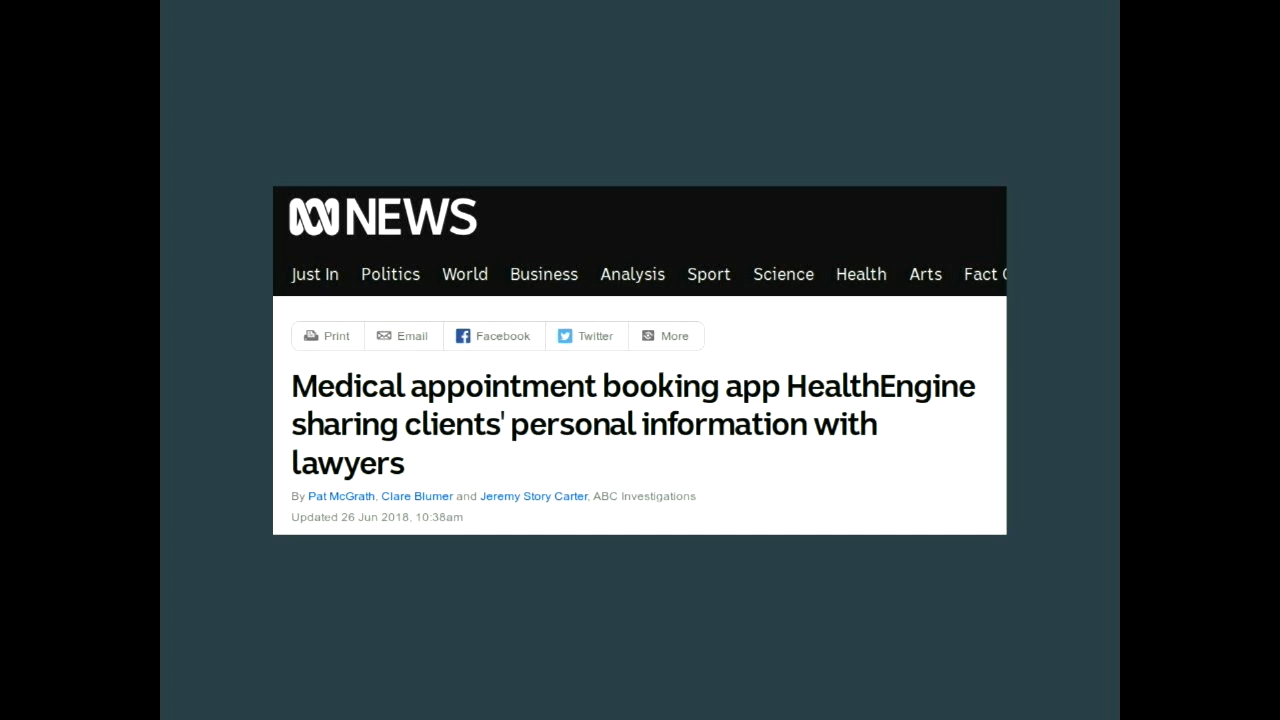 NEWS
Just In Politics World Business Analysis Sport Science Health Arts Fact
Print Email Facebook Twitter More
Medical appointment booking app HealthEngine
sharing clients' personal information with
lawyers
By Pat McGrath, Clare Blumer and Jeremy Story Carter, ABC Investigations
Updated 26 Jun 2018, 10:38am